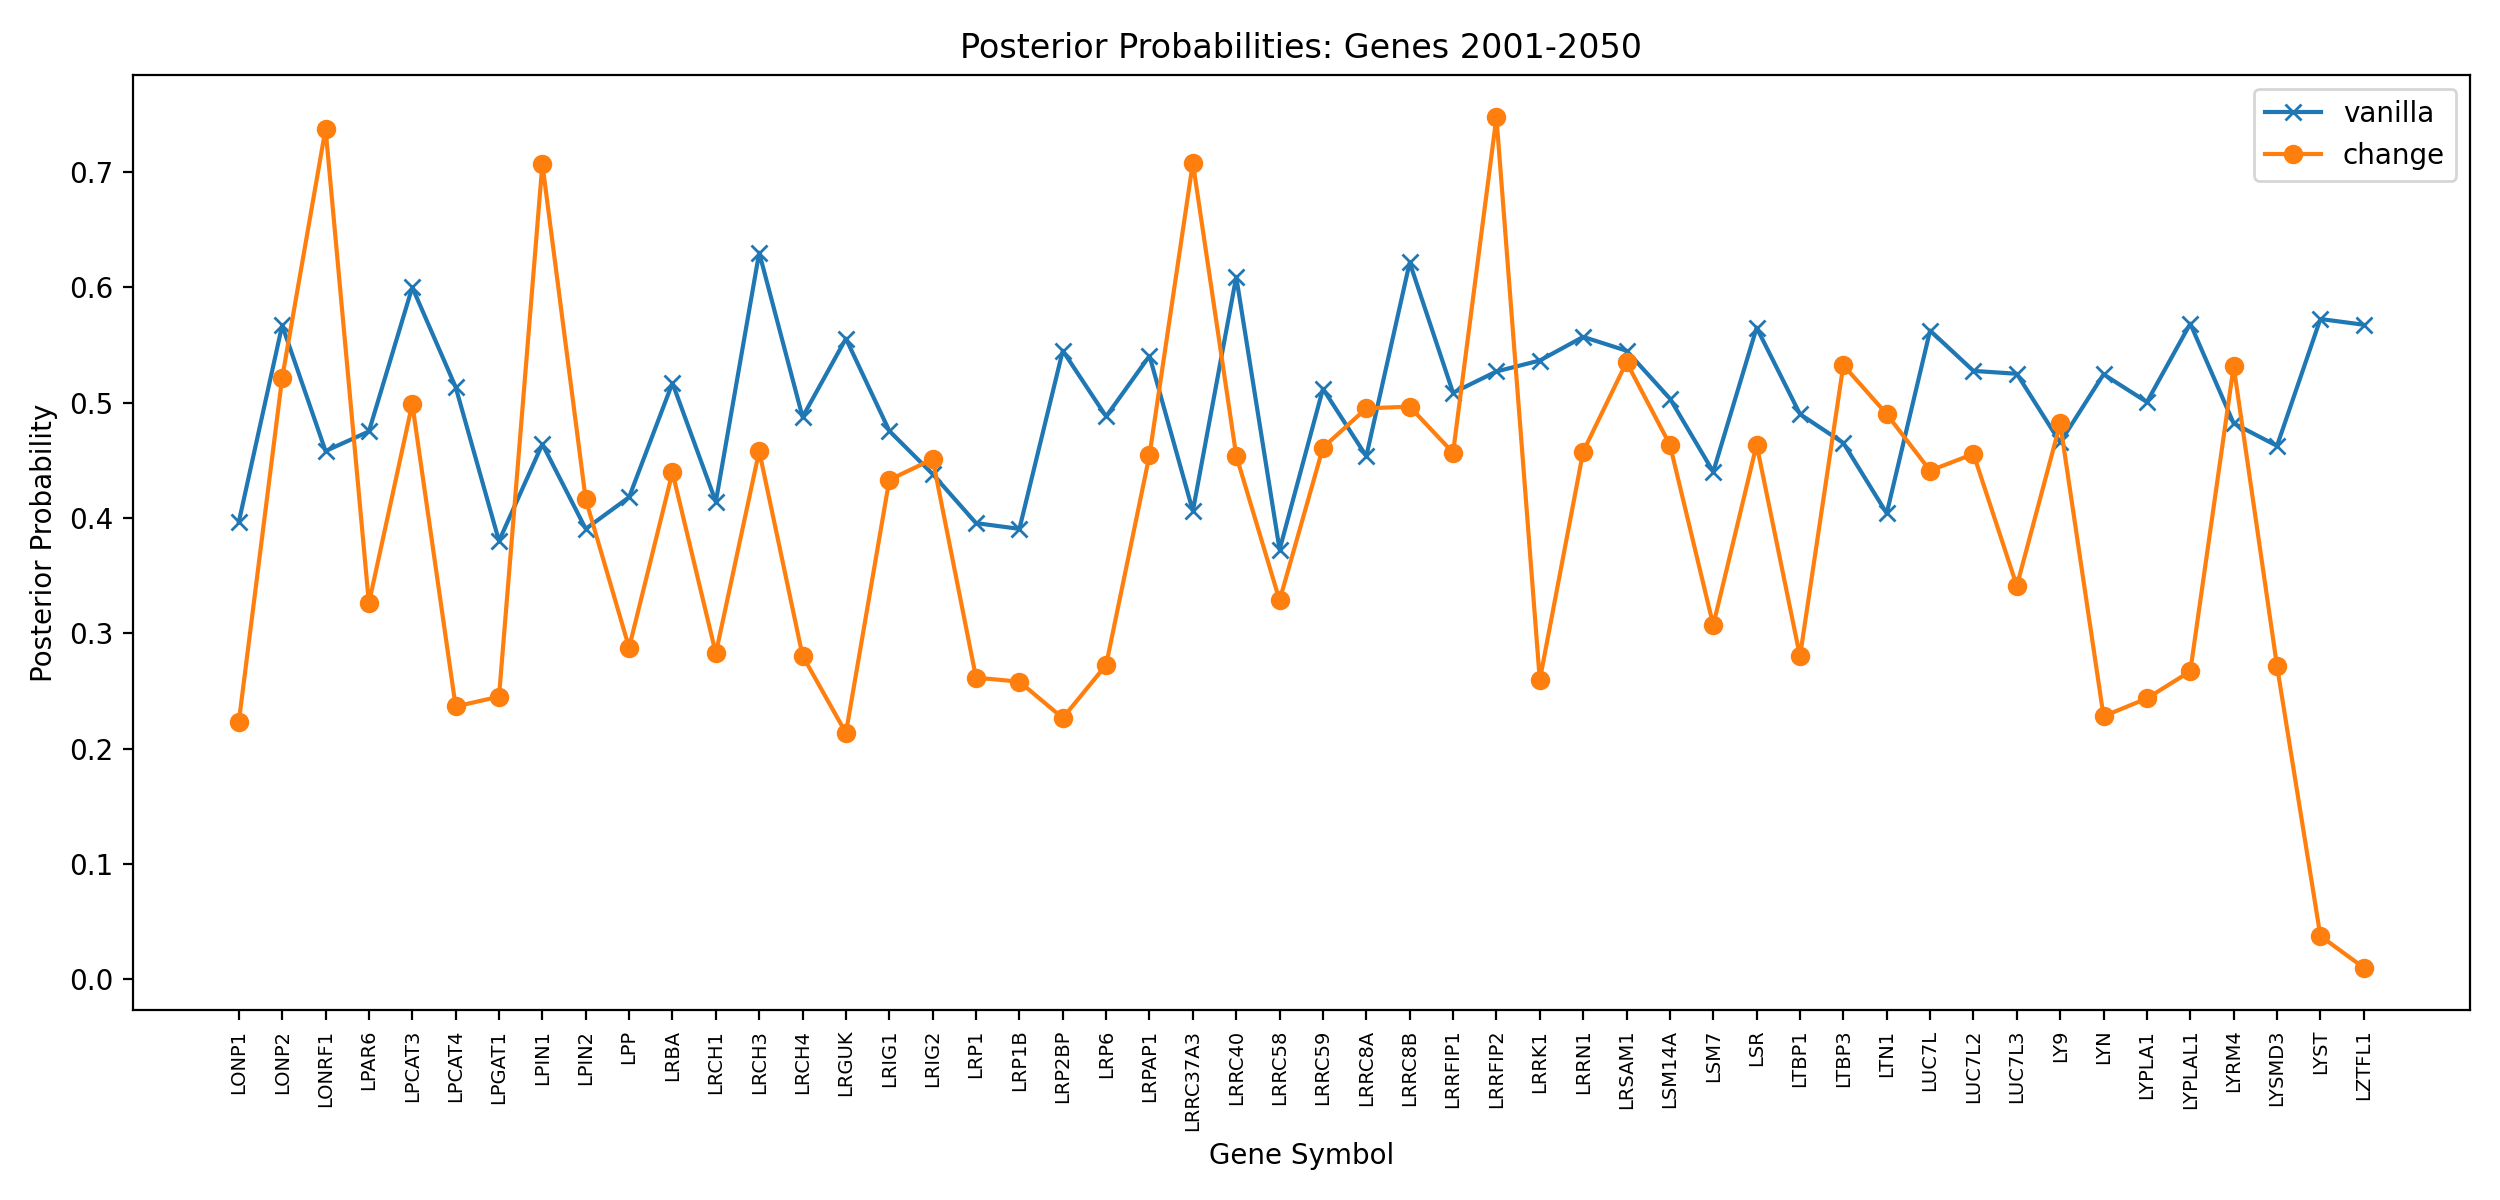 Posterior Probabilities: Genes 2001-2050
vanilla
change
Posterior Probability
0.7
0.6
0.5
0.4
0.3
0.2
0.1
0.0
LONP1
LONP2
LONRF1
LPAR6
LPCAT3
LPCAT4
LPGAT1
LPIN1
LPIN2
LPP
LRBA
LRCH1
LRCH3
LRCH4
LRGUK
LRIG1
LRIG2
LRP1
LRP1B
LRP2BP
LRP6
LRPAP1
LRRC37A3
LRRC40
LRRC58
LRRC59
LRRC8A
LRRC8B
LRRFIP1
LRRFIP2
LRRK1
LRRN1
LRSAM1
LSM14A
LSM7
LSR
LTBP1
LTBP3
LTN1
LUC7L
LUC7L2
LUC7L3
LY9
LYN
LYPLA1
LYPLAL1
LYRM4
LYSMD3
LYST
LZTFL1
Gene Symbol